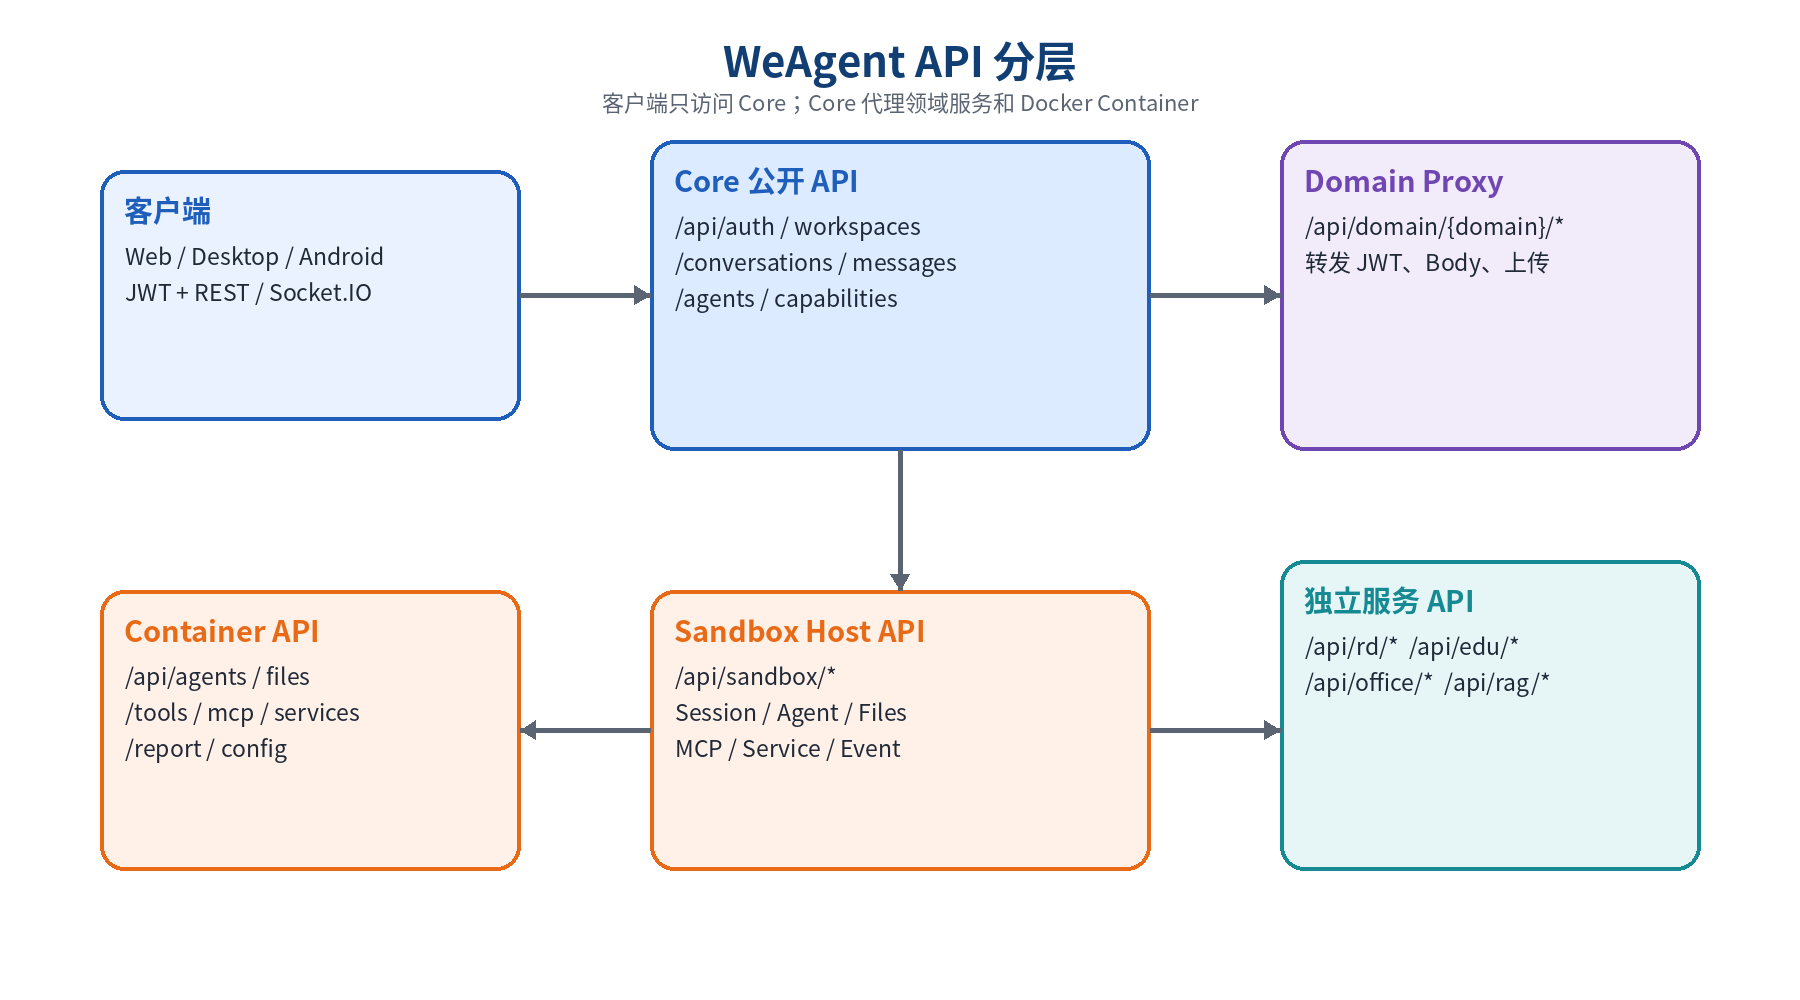 WeAgent API 分层
客户端只访问 Core；Core 代理领域服务和 Docker Container
客户端
Web / Desktop / Android
JWT + REST / Socket.IO
Core 公开 API
/api/auth / workspaces
/conversations / messages
/agents / capabilities
Domain Proxy
/api/domain/{domain}/*
转发 JWT、Body、上传
Container API
/api/agents / files
/tools / mcp / services
/report / config
Sandbox Host API
/api/sandbox/*
Session / Agent / Files
MCP / Service / Event
独立服务 API
/api/rd/*  /api/edu/*
/api/office/*  /api/rag/*